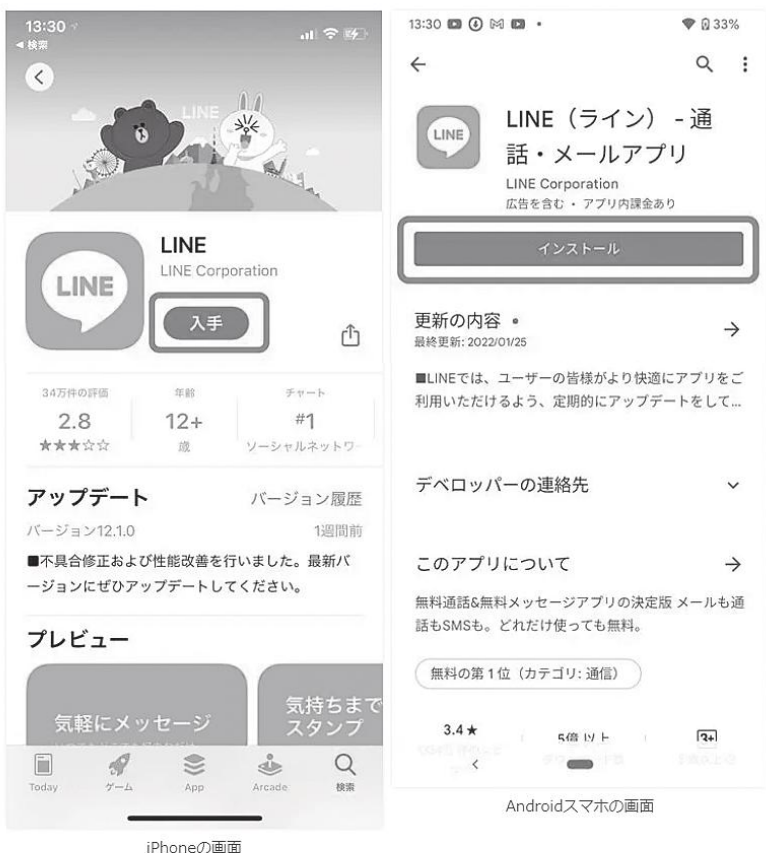 13:30
◀ 検索
LINE
LINE
LINE
LINE Corporation
入手
34万件の評価
年齢
チャート
2.8
12+
#1
★★★☆☆
歳
ソーシャルネットワー
アップデート
バージョン履歴
バージョン12.1.0
1週間前
■不具合修正および性能改善を行いました。最新バ
ージョンにぜひアップデートしてください。
プレビュー
気軽にメッセージ
気持ちまで
スタンプ
Today
ゲーム
App
Arcade
検索
iPhoneの画面
13:30
33%
LINE
LINE（ライン） - 通
話・メールアプリ
LINE Corporation
広告を含む・アプリ内課金あり
インストール
更新の内容
最終更新: 2022/01/25
■LINEでは、ユーザーの皆様がより快適にアプリをご
利用いただけるよう、定期的にアップデートをして...
デベロッパーの連絡先
このアプリについて
無料通話&無料メッセージアプリの決定版 メールも通
話もSMSも。どれだけ使っても無料。
無料の第 1 位（カテゴリ: 通信）
3.4★
5億 以上
3+
Androidスマホの画面